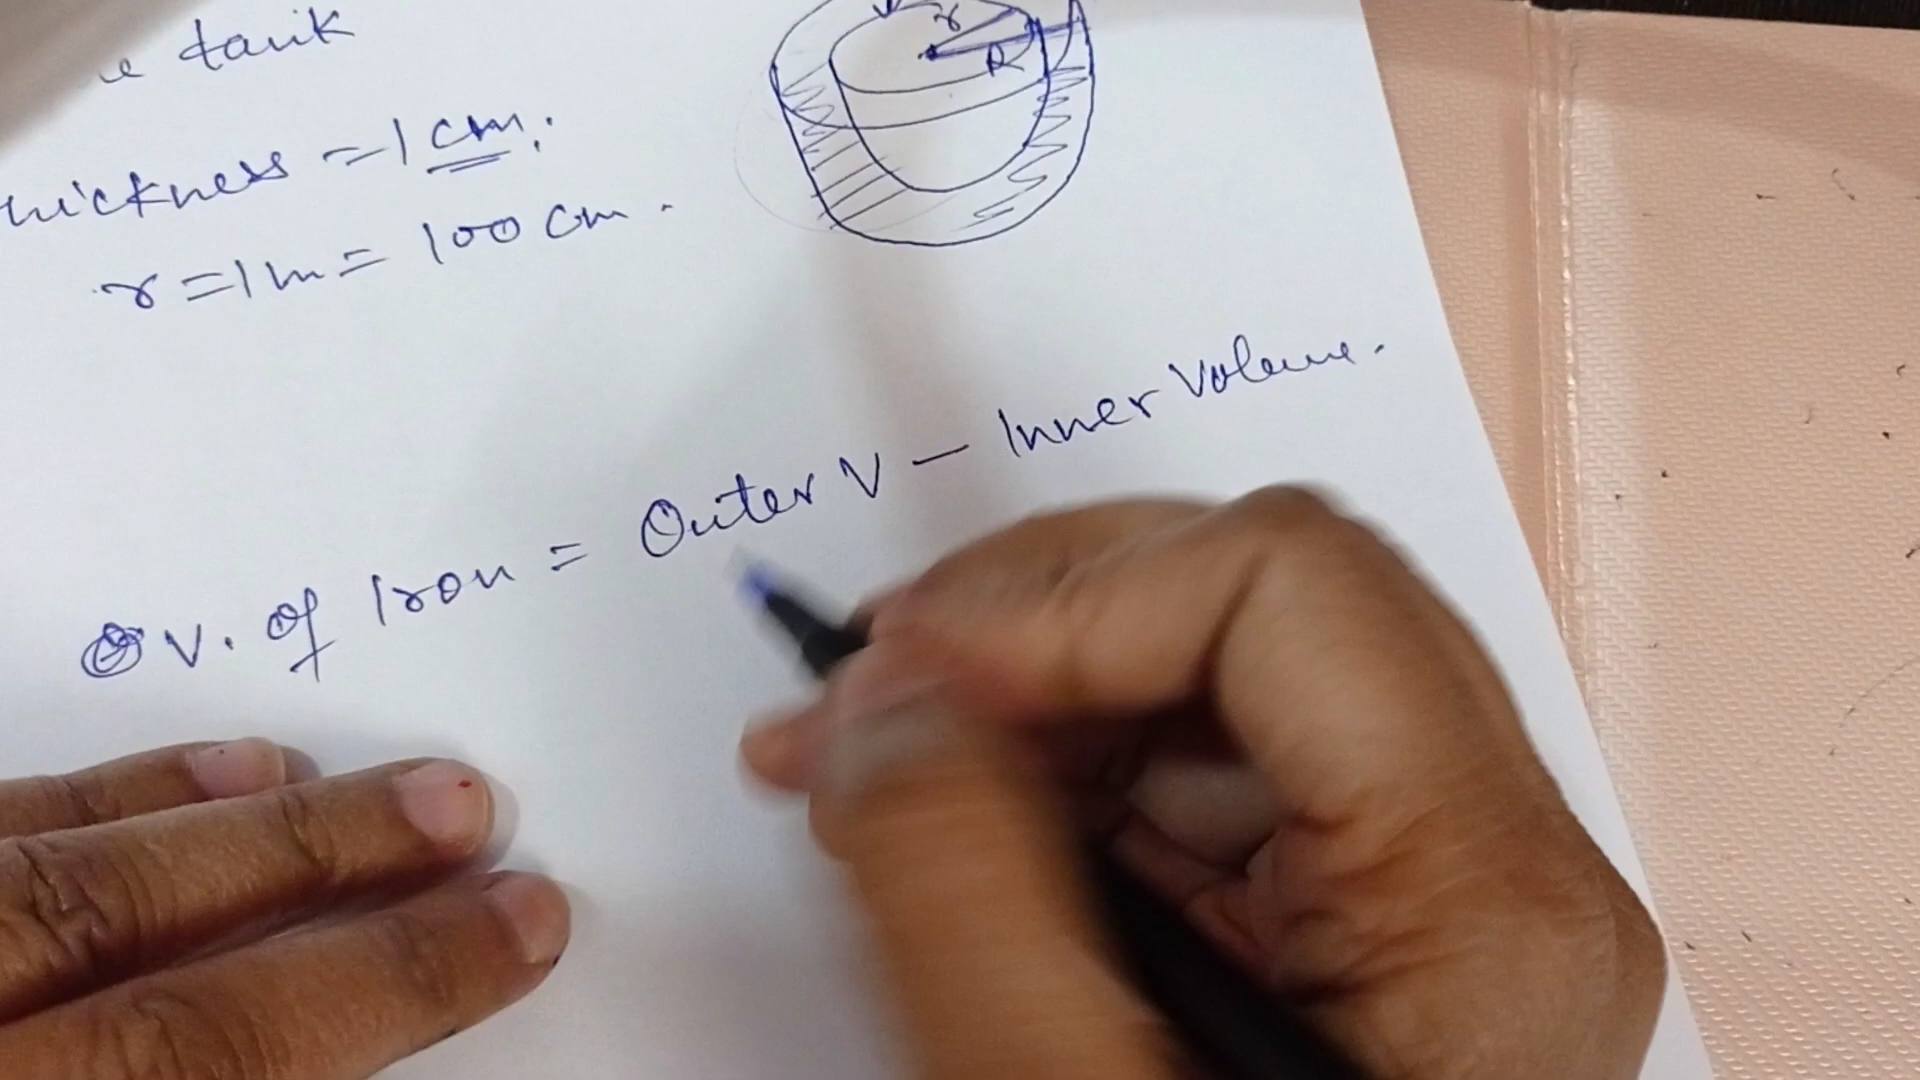 tank
thickness = 1 cm.
r = 1m = 100 cm.
r
R
V. of Iron = Outer V – Inner Volume.